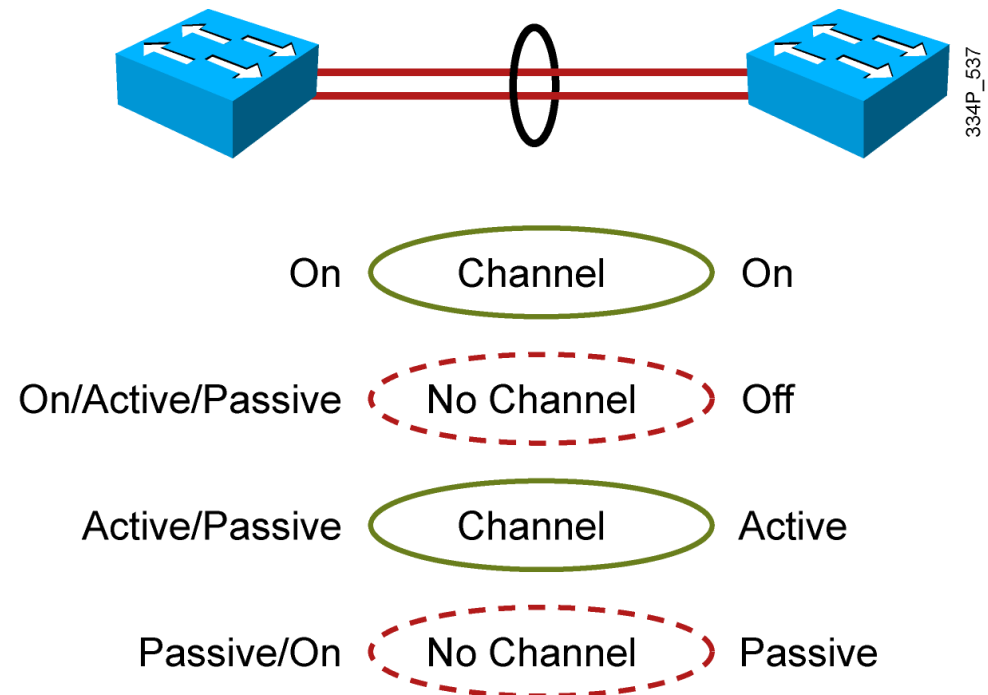 334P_537
On Channel On
On/Active/Passive No Channel Off
Active/Passive Channel Active
Passive/On No Channel Passive